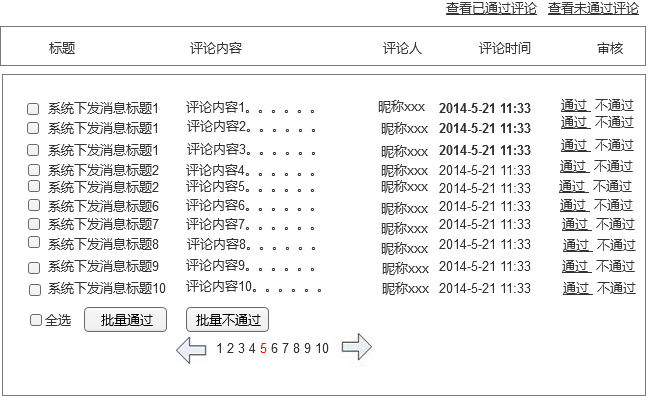 查看已通过评论 查看未通过评论
标题 评论内容 评论人 评论时间 审核
系统下发消息标题1 评论内容1。。。。。。 昵称xxx 2014-5-21 11:33 通过 不通过
系统下发消息标题1 评论内容2。。。。。。 昵称xxx 2014-5-21 11:33 通过 不通过
系统下发消息标题1 评论内容3。。。。。。 昵称xxx 2014-5-21 11:33 通过 不通过
系统下发消息标题2 评论内容4。。。。。。 昵称xxx 2014-5-21 11:33 通过 不通过
系统下发消息标题2 评论内容5。。。。。。 昵称xxx 2014-5-21 11:33 通过 不通过
系统下发消息标题6 评论内容6。。。。。。 昵称xxx 2014-5-21 11:33 通过 不通过
系统下发消息标题7 评论内容7。。。。。。 昵称xxx 2014-5-21 11:33 通过 不通过
系统下发消息标题8 评论内容8。。。。。。 昵称xxx 2014-5-21 11:33 通过 不通过
系统下发消息标题9 评论内容9。。。。。。 昵称xxx 2014-5-21 11:33 通过 不通过
系统下发消息标题10 评论内容10。。。。。。 昵称xxx 2014-5-21 11:33 通过 不通过
全选 批量通过 批量不通过
1 2 3 4 5 6 7 8 9 10